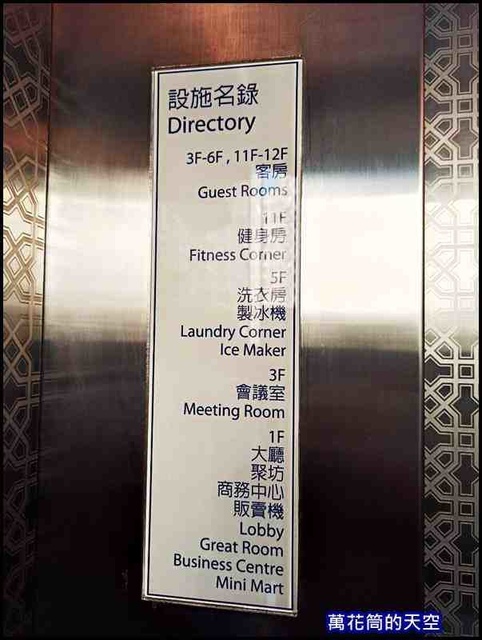 設施名錄
Directory
3F-6F , 11F-12F
客房
Guest Rooms
11F
健身房
Fitness Corner
5F
洗衣房
製冰機
Laundry Corner
Ice Maker
3F
會議室
Meeting Room
1F
大廳
聚坊
商務中心
販賣機
Lobby
Great Room
Business Centre
Mini Mart
萬花筒的天空